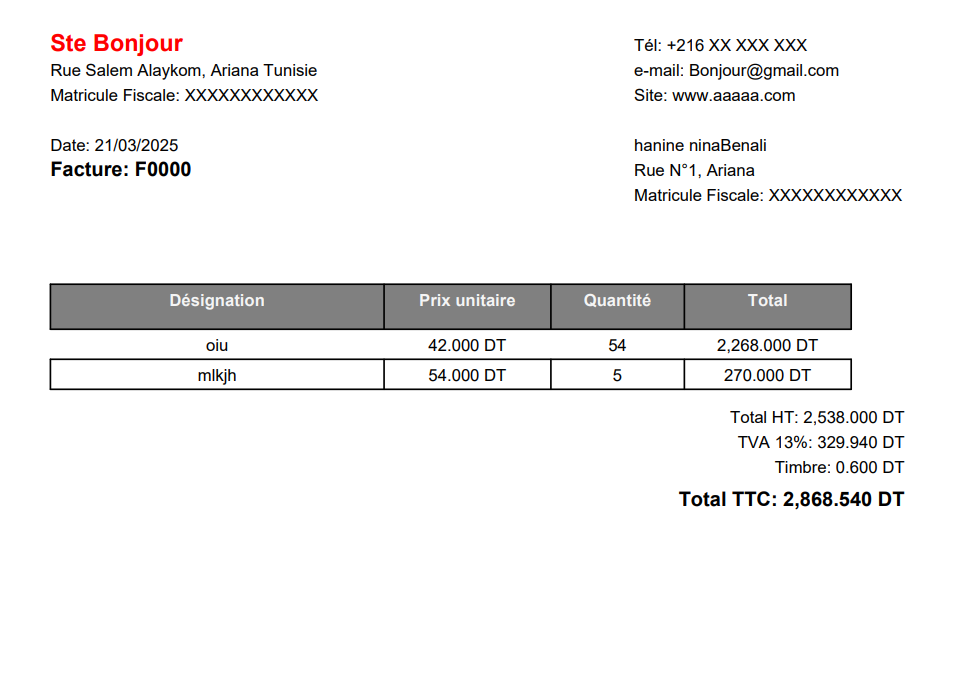 Ste Bonjour
Rue Salem Alaykom, Ariana Tunisie
Matricule Fiscale: XXXXXXXXXXXX
Tél: +216 XX XXX XXX
e-mail: Bonjour@gmail.com
Site: www.aaaaa.com
Date: 21/03/2025
Facture: F0000
hanine ninaBenali
Rue N°1, Ariana
Matricule Fiscale: XXXXXXXXXXXX
Désignation Prix unitaire Quantité Total
oiu 42.000 DT 54 2,268.000 DT
mlkjh 54.000 DT 5 270.000 DT
Total HT: 2,538.000 DT
TVA 13%: 329.940 DT
Timbre: 0.600 DT
Total TTC: 2,868.540 DT